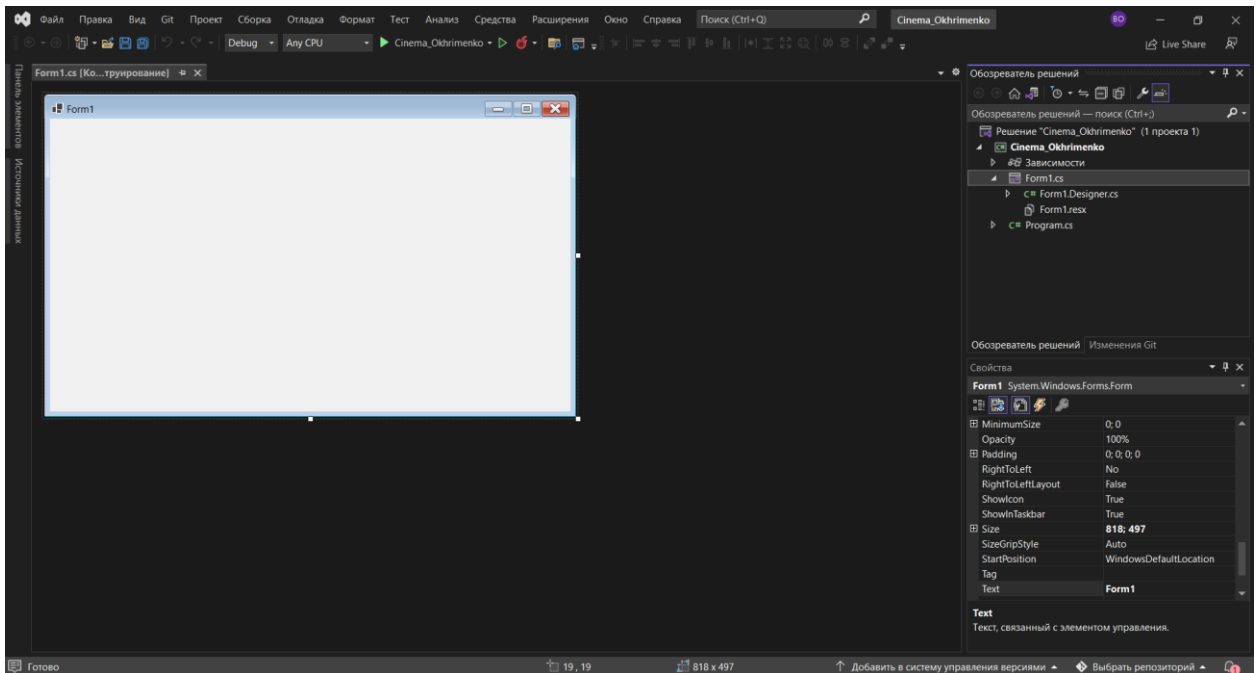 Файл Правка Вид Git Проект Сборка Отладка Формат Тест Анализ Средства Расширения Окно Справка Поиск (Ctrl+Q) Cinema_Okhrimenko BO
Debug Any CPU Cinema_Okhrimenko Live Share
Панель элементов
Источники данных
Form1.cs [Ко...труирование]
Form1
Обозреватель решений
Обозреватель решений — поиск (Ctrl+;)
Решение "Cinema_Okhrimenko" (1 проекта 1)
Cinema_Okhrimenko
Зависимости
Form1.cs
Form1.Designer.cs
Form1.resx
Program.cs
Обозреватель решений Изменения Git
Свойства
Form1 System.Windows.Forms.Form
MinimumSize 0; 0
Opacity 100%
Padding 0; 0; 0; 0
RightToLeft No
RightToLeftLayout False
ShowIcon True
ShowInTaskbar True
Size 818; 497
SizeGripStyle Auto
StartPosition WindowsDefaultLocation
Tag
Text Form1
Text
Текст, связанный с элементом управления.
Готово 19 , 19 818 x 497 Добавить в систему управления версиями Выбрать репозиторий 1